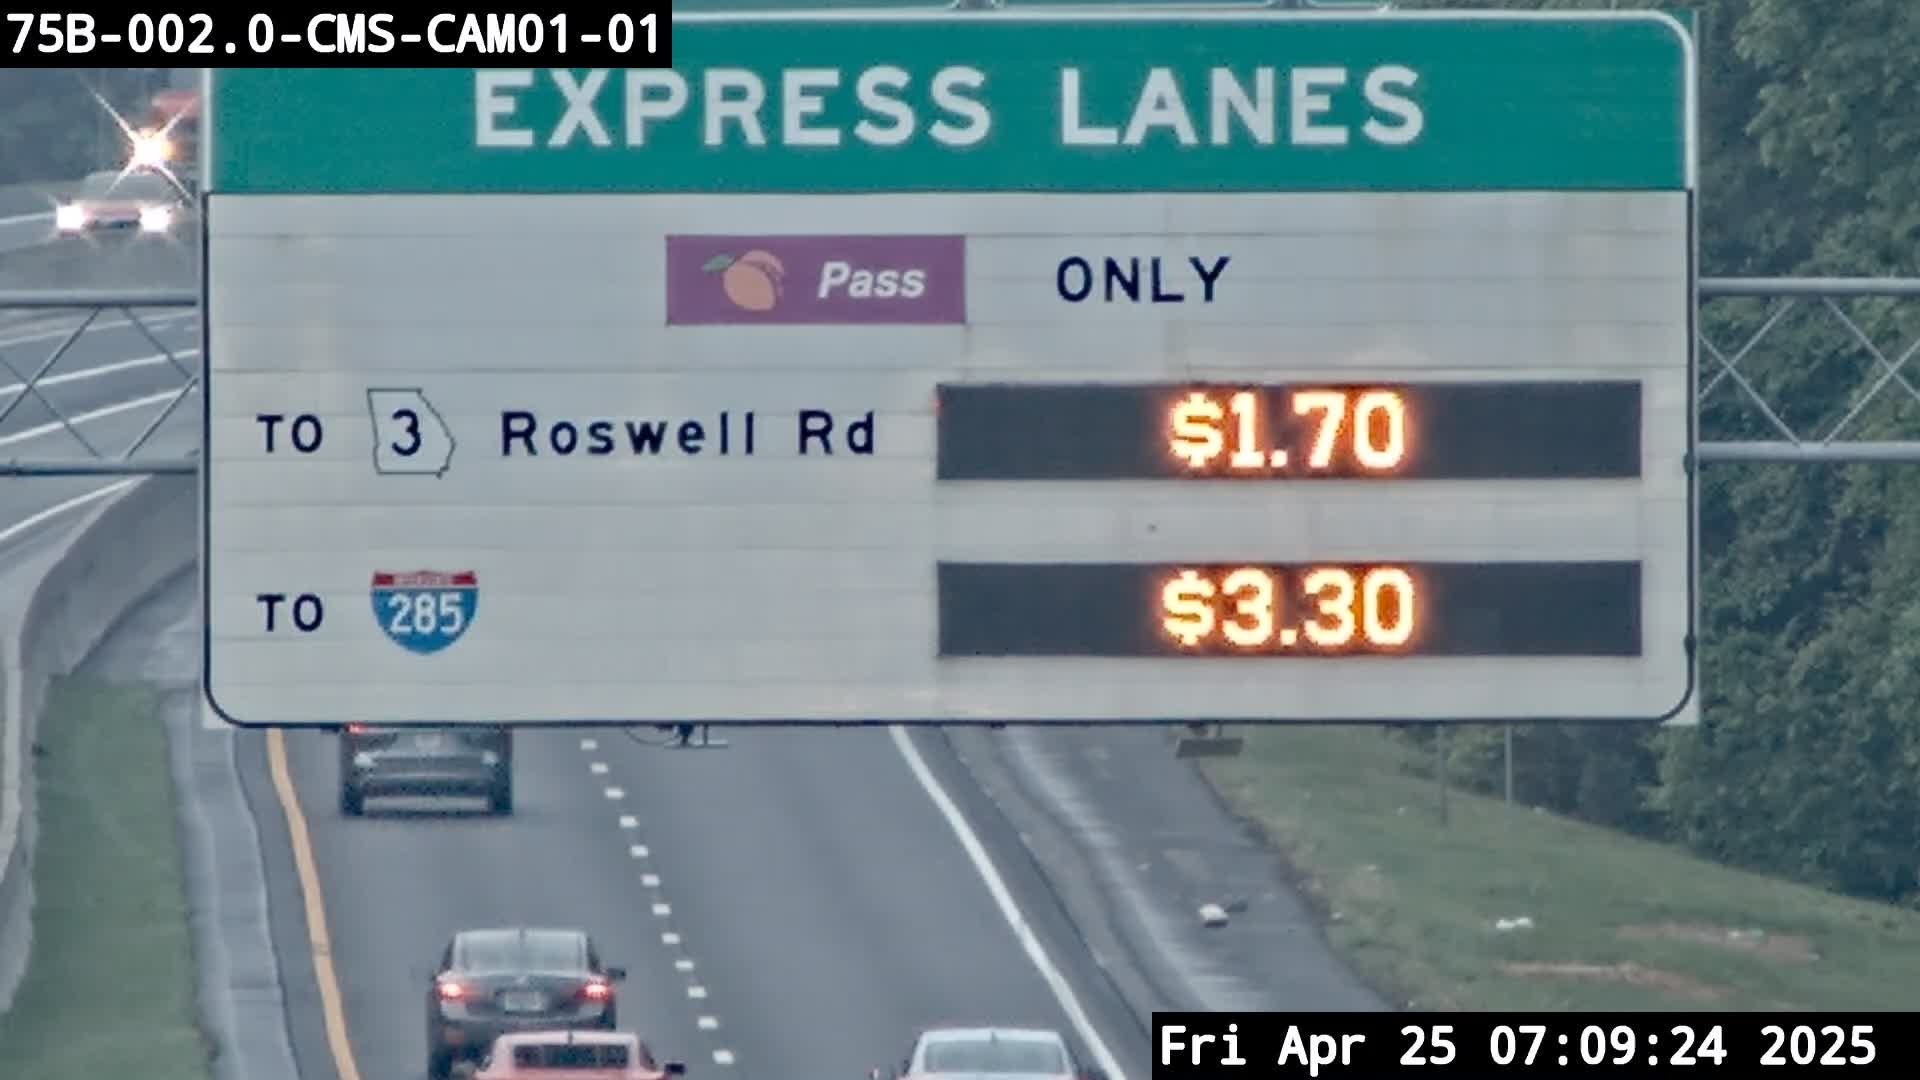 75B-002.0-CMS-CAM01-01
EXPRESS LANES
Pass ONLY
TO 3 Roswell Rd $1.70
TO 285 $3.30
Fri Apr 25 07:09:24 2025